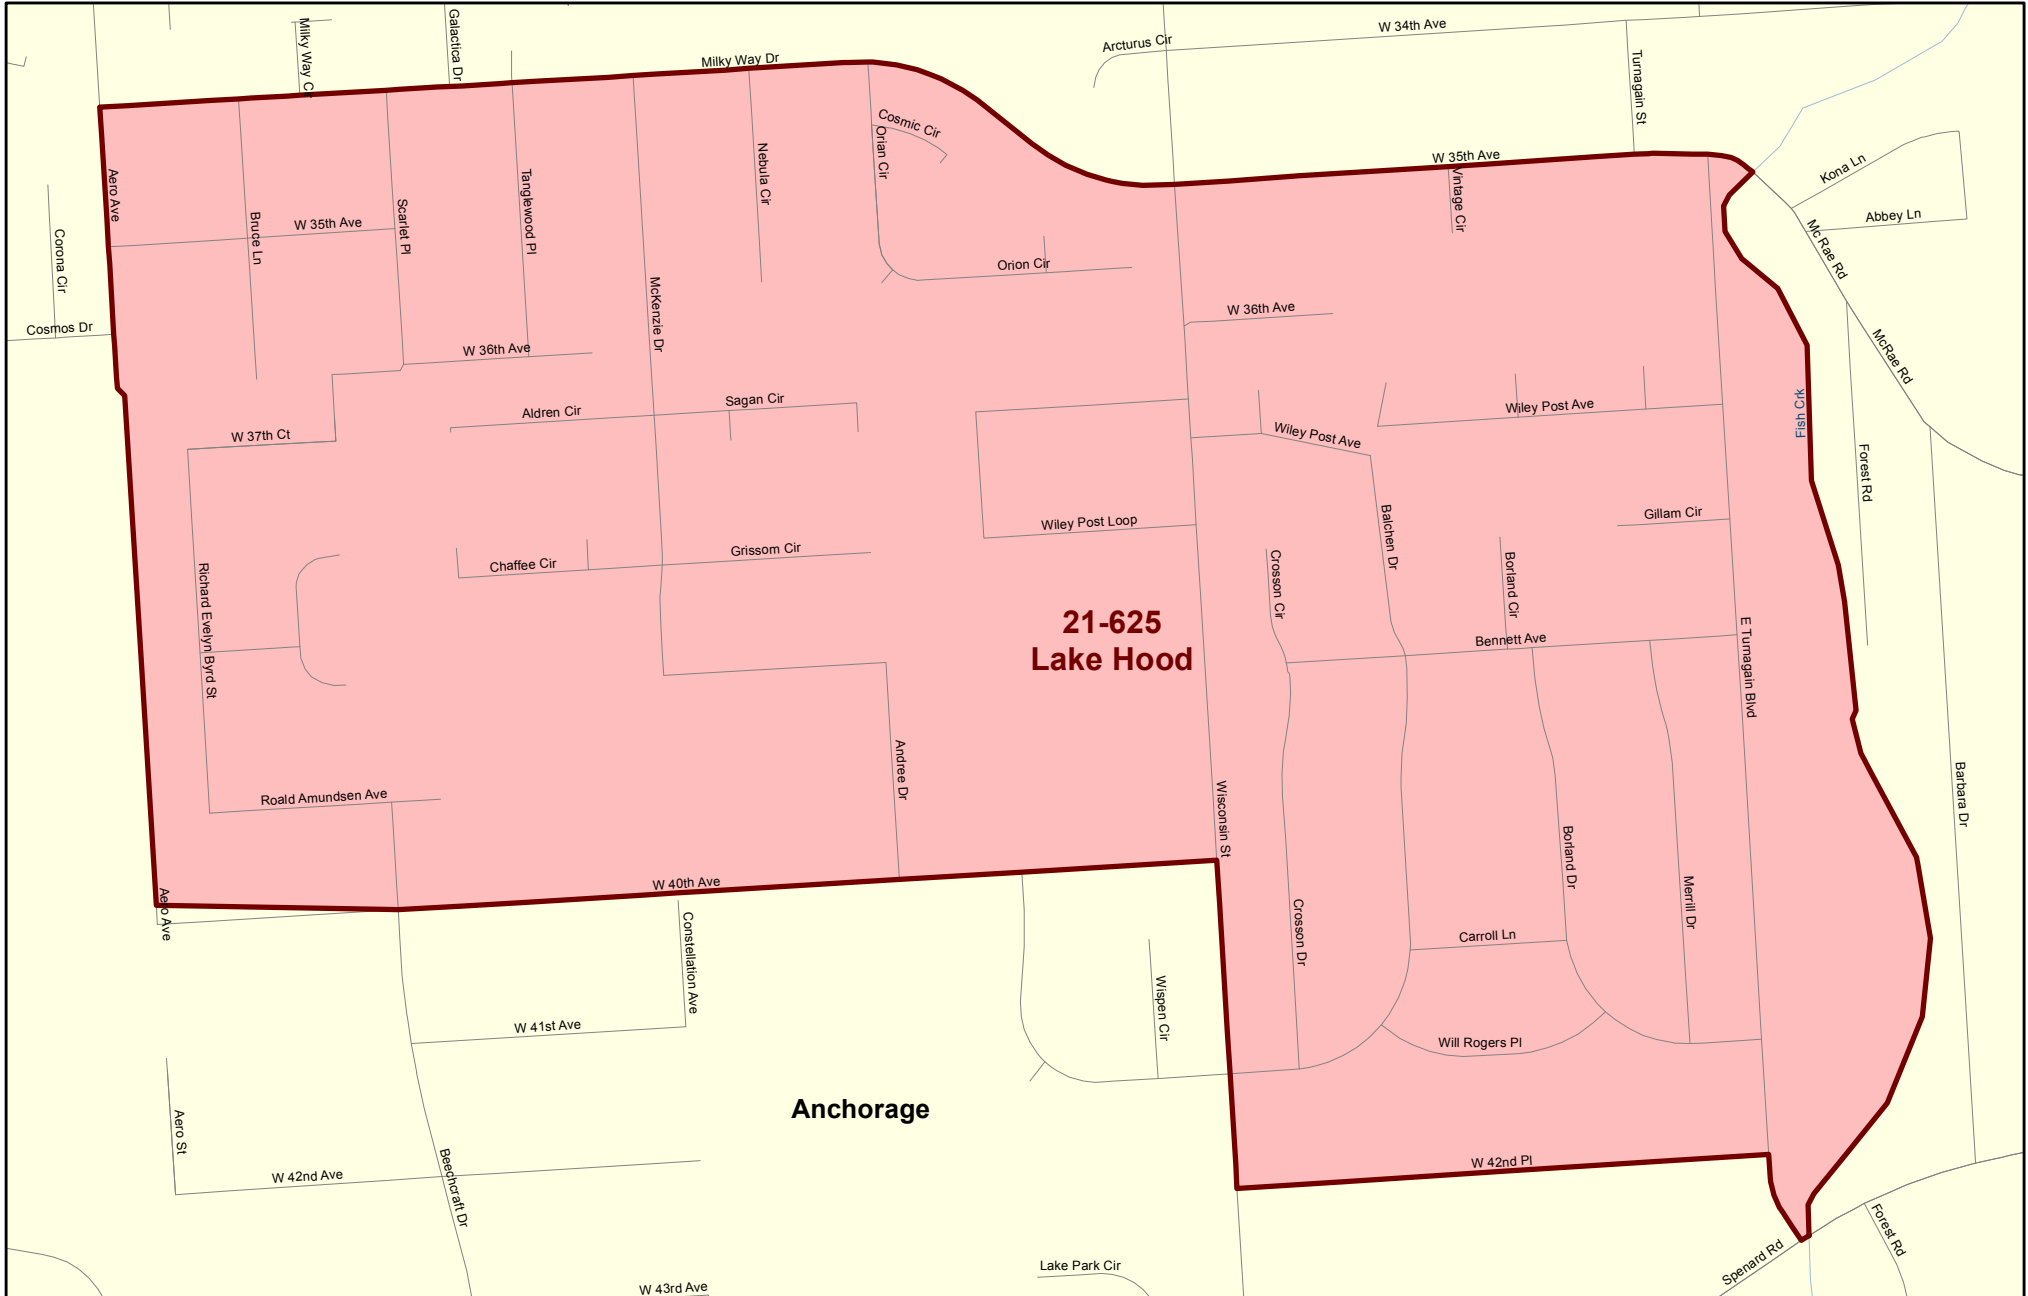 Milky Way Cir
Galactica Dr
Milky Way Dr
Arcturus Cir
W 34th Ave
Turnagain St
Kona Ln
Abbey Ln
Mc Rae Rd
McRae Rd
Aero Ave
Corona Cir
Cosmos Dr
Bruce Ln
W 35th Ave
Scarlet Pl
Tanglewood Pl
Nebula Cir
Orian Cir
Cosmic Cir
Orion Cir
W 35th Ave
Vintage Cir
McKenzie Dr
W 36th Ave
W 36th Ave
W 37th Ct
Aldren Cir
Sagan Cir
Wiley Post Ave
Wiley Post Ave
Fish Crk
Forest Rd
Wiley Post Loop
Balchen Dr
Gillam Cir
Chaffee Cir
Grissom Cir
Richard Evelyn Byrd St
Crosson Cir
Borland Cir
Bennett Ave
E Turnagain Blvd
21-625
Lake Hood
Roald Amundsen Ave
Andree Dr
Wisconsin St
Barbara Dr
Borland Dr
Merrill Dr
W 40th Ave
Aero Ave
Constellation Ave
Crosson Dr
Carroll Ln
Wispen Cir
W 41st Ave
Will Rogers Pl
Anchorage
Aero St
W 42nd Ave
Beechcraft Dr
W 42nd Pl
Spenard Rd
Forest Rd
Lake Park Cir
W 43rd Ave